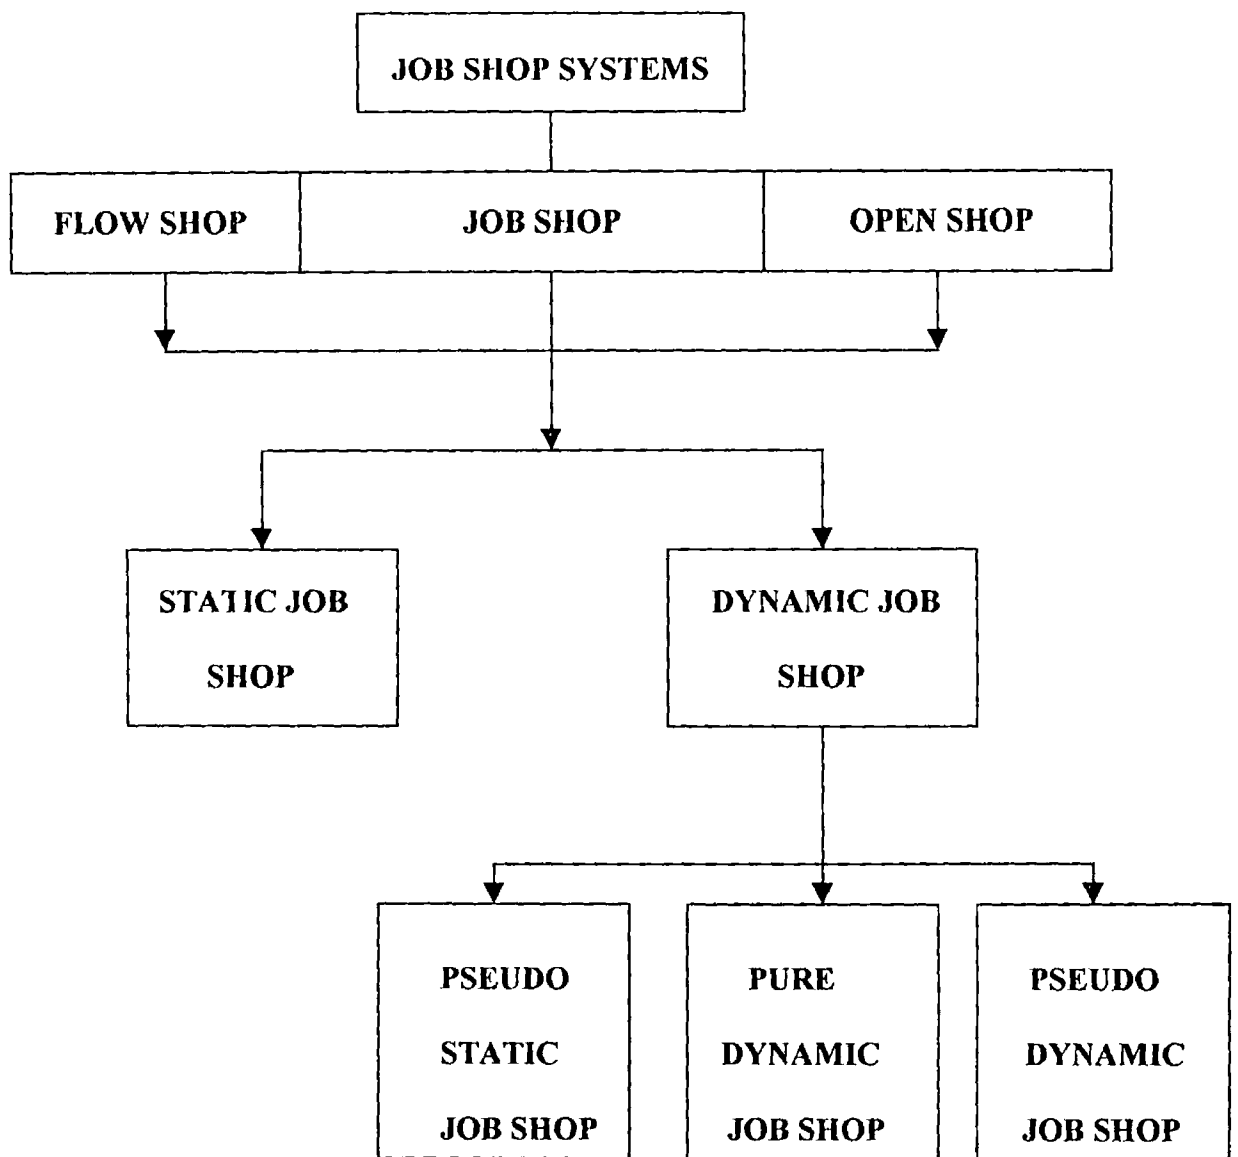 JOB SHOP SYSTEMS
FLOW SHOP
JOB SHOP
OPEN SHOP
STATIC JOB
SHOP
DYNAMIC JOB
SHOP
PSEUDO
STATIC
JOB SHOP
PURE
DYNAMIC
JOB SHOP
PSEUDO
DYNAMIC
JOB SHOP